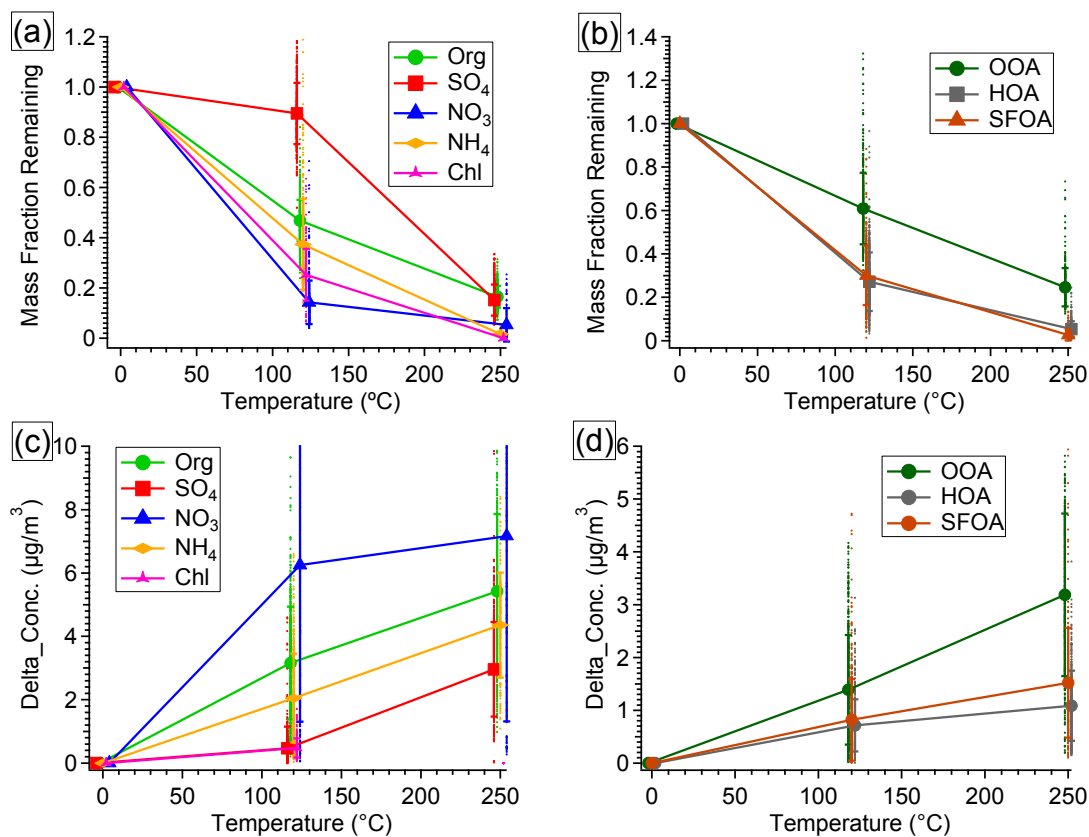 (a)
Mass Fraction Remaining
1.2
1.0
0.8
0.6
0.4
0.2
0
Org
SO₄
NO₃
NH₄
Chl
0 50 100 150 200 250
Temperature (ºC)
(b)
Mass Fraction Remaining
1.4
1.2
1.0
0.8
0.6
0.4
0.2
0.0
OOA
HOA
SFOA
0 50 100 150 200 250
Temperature (°C)
(c)
Delta_Conc. (µg/m³)
10
8
6
4
2
0
Org
SO₄
NO₃
NH₄
Chl
0 50 100 150 200 250
Temperature (°C)
(d)
Delta_Conc. (µg/m³)
6
5
4
3
2
1
0
OOA
HOA
SFOA
0 50 100 150 200 250
Temperature (°C)